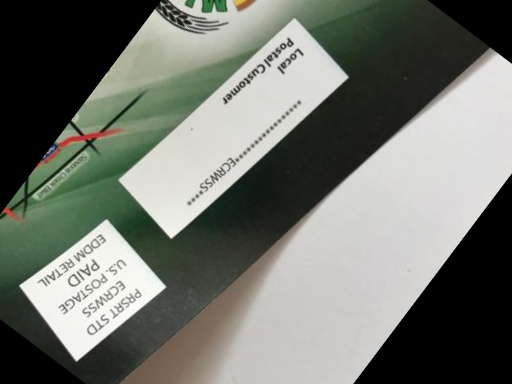 PRSRT STD
ECRWSS
U.S. POSTAGE
PAID
EDDM RETAIL
*****************ECRWSS****
Local
Postal Customer